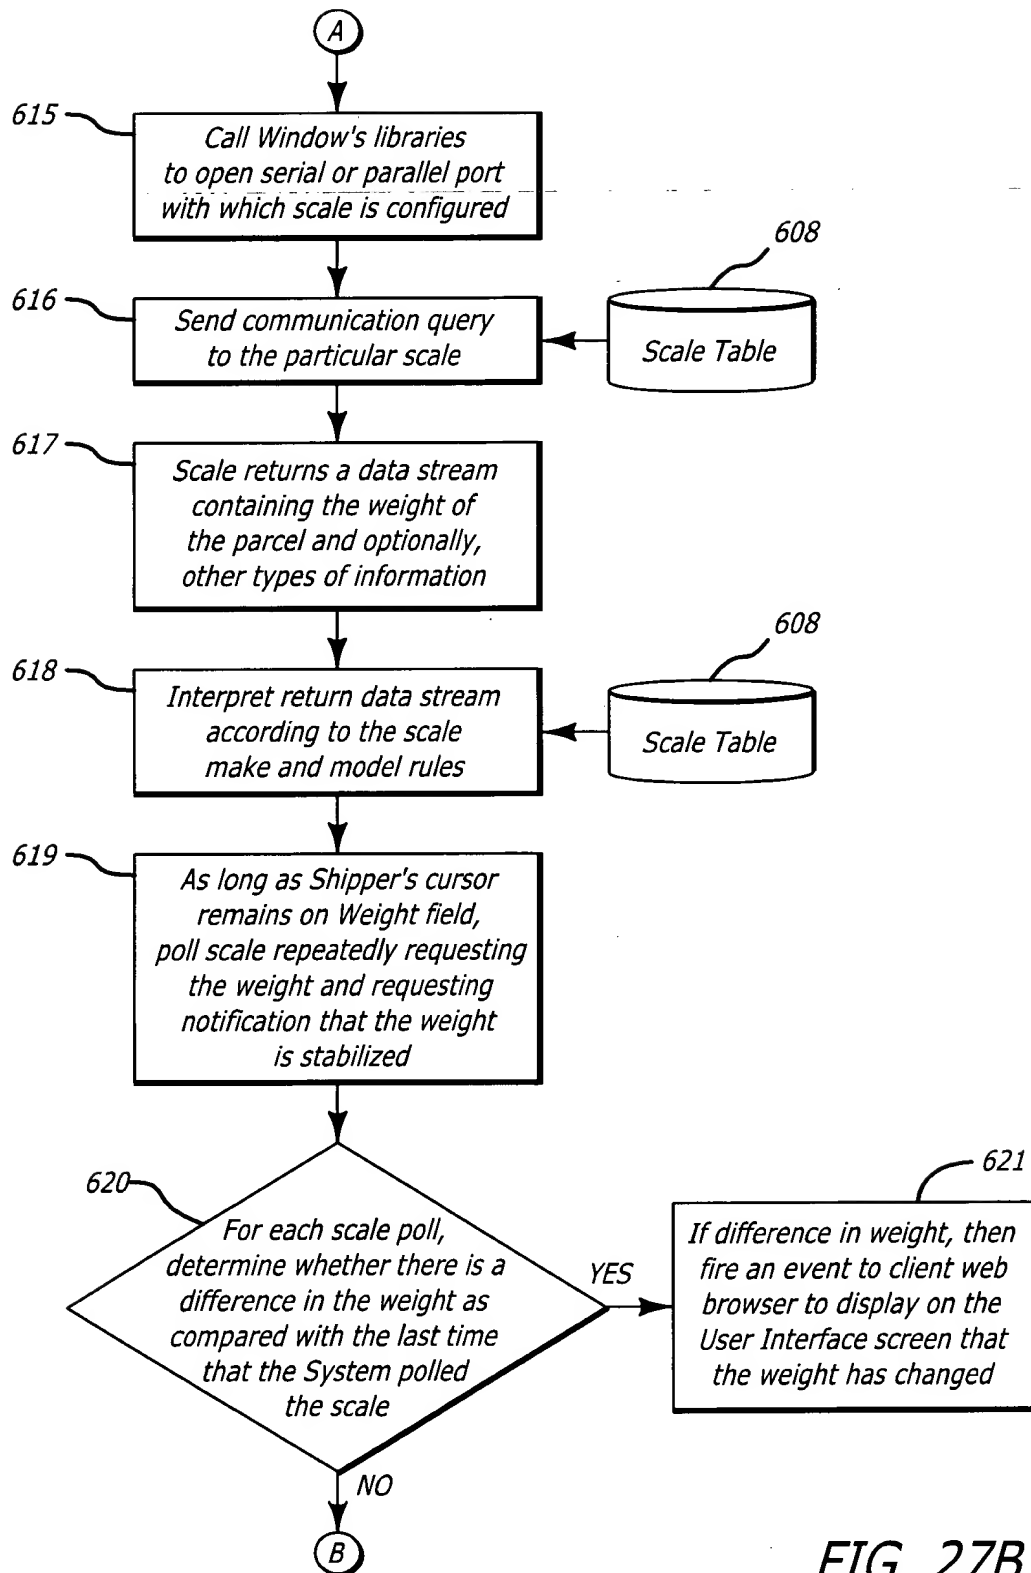 A
615
Call Window's libraries
to open serial or parallel port
with which scale is configured
608
616
Send communication query
to the particular scale
Scale Table
617
Scale returns a data stream
containing the weight of
the parcel and optionally,
other types of information
608
618
Interpret return data stream
according to the scale
make and model rules
Scale Table
619
As long as Shipper's cursor
remains on Weight field,
poll scale repeatedly requesting
the weight and requesting
notification that the weight
is stabilized
620
For each scale poll,
determine whether there is a
difference in the weight as
compared with the last time
that the System polled
the scale
YES
621
If difference in weight, then
fire an event to client web
browser to display on the
User Interface screen that
the weight has changed
NO
B
FIG. 27B